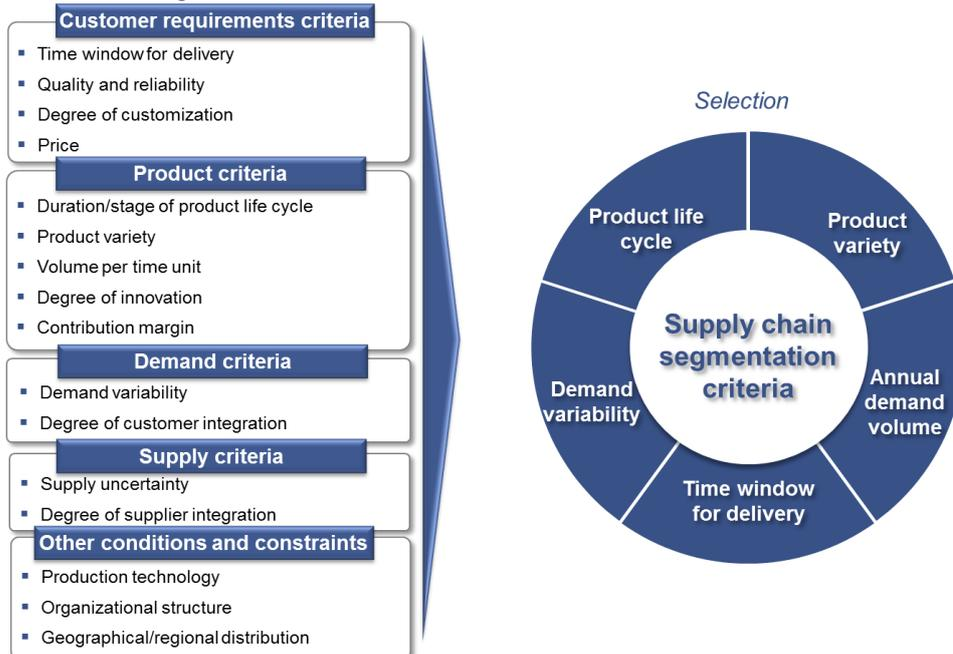 Customer requirements criteria
Time window for delivery
Quality and reliability
Degree of customization
Price
Product criteria
Duration/stage of product life cycle
Product variety
Volume per time unit
Degree of innovation
Contribution margin
Demand criteria
Demand variability
Degree of customer integration
Supply criteria
Supply uncertainty
Degree of supplier integration
Other conditions and constraints
Production technology
Organizational structure
Geographical/regional distribution
Selection
Product life
cycle
Product
variety
Supply chain
segmentation
criteria
Demand
variability
Annual
demand
volume
Time window
for delivery